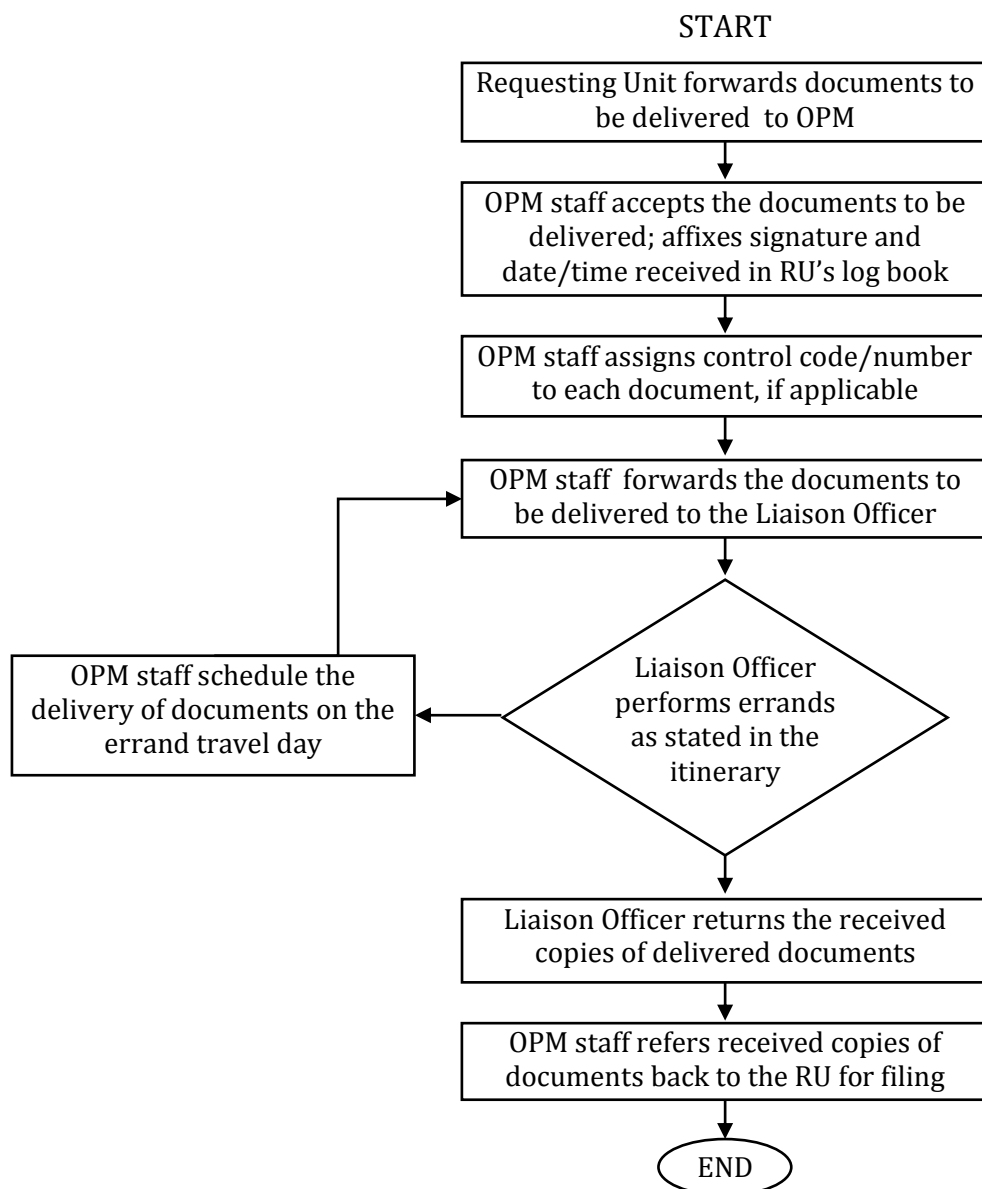 START
Requesting Unit forwards documents to
be delivered to OPM
OPM staff accepts the documents to be
delivered; affixes signature and
date/time received in RU's log book
OPM staff assigns control code/number
to each document, if applicable
OPM staff forwards the documents to
be delivered to the Liaison Officer
Liaison Officer
performs errands
as stated in the
itinerary
OPM staff schedule the
delivery of documents on the
errand travel day
Liaison Officer returns the received
copies of delivered documents
OPM staff refers received copies of
documents back to the RU for filing
END